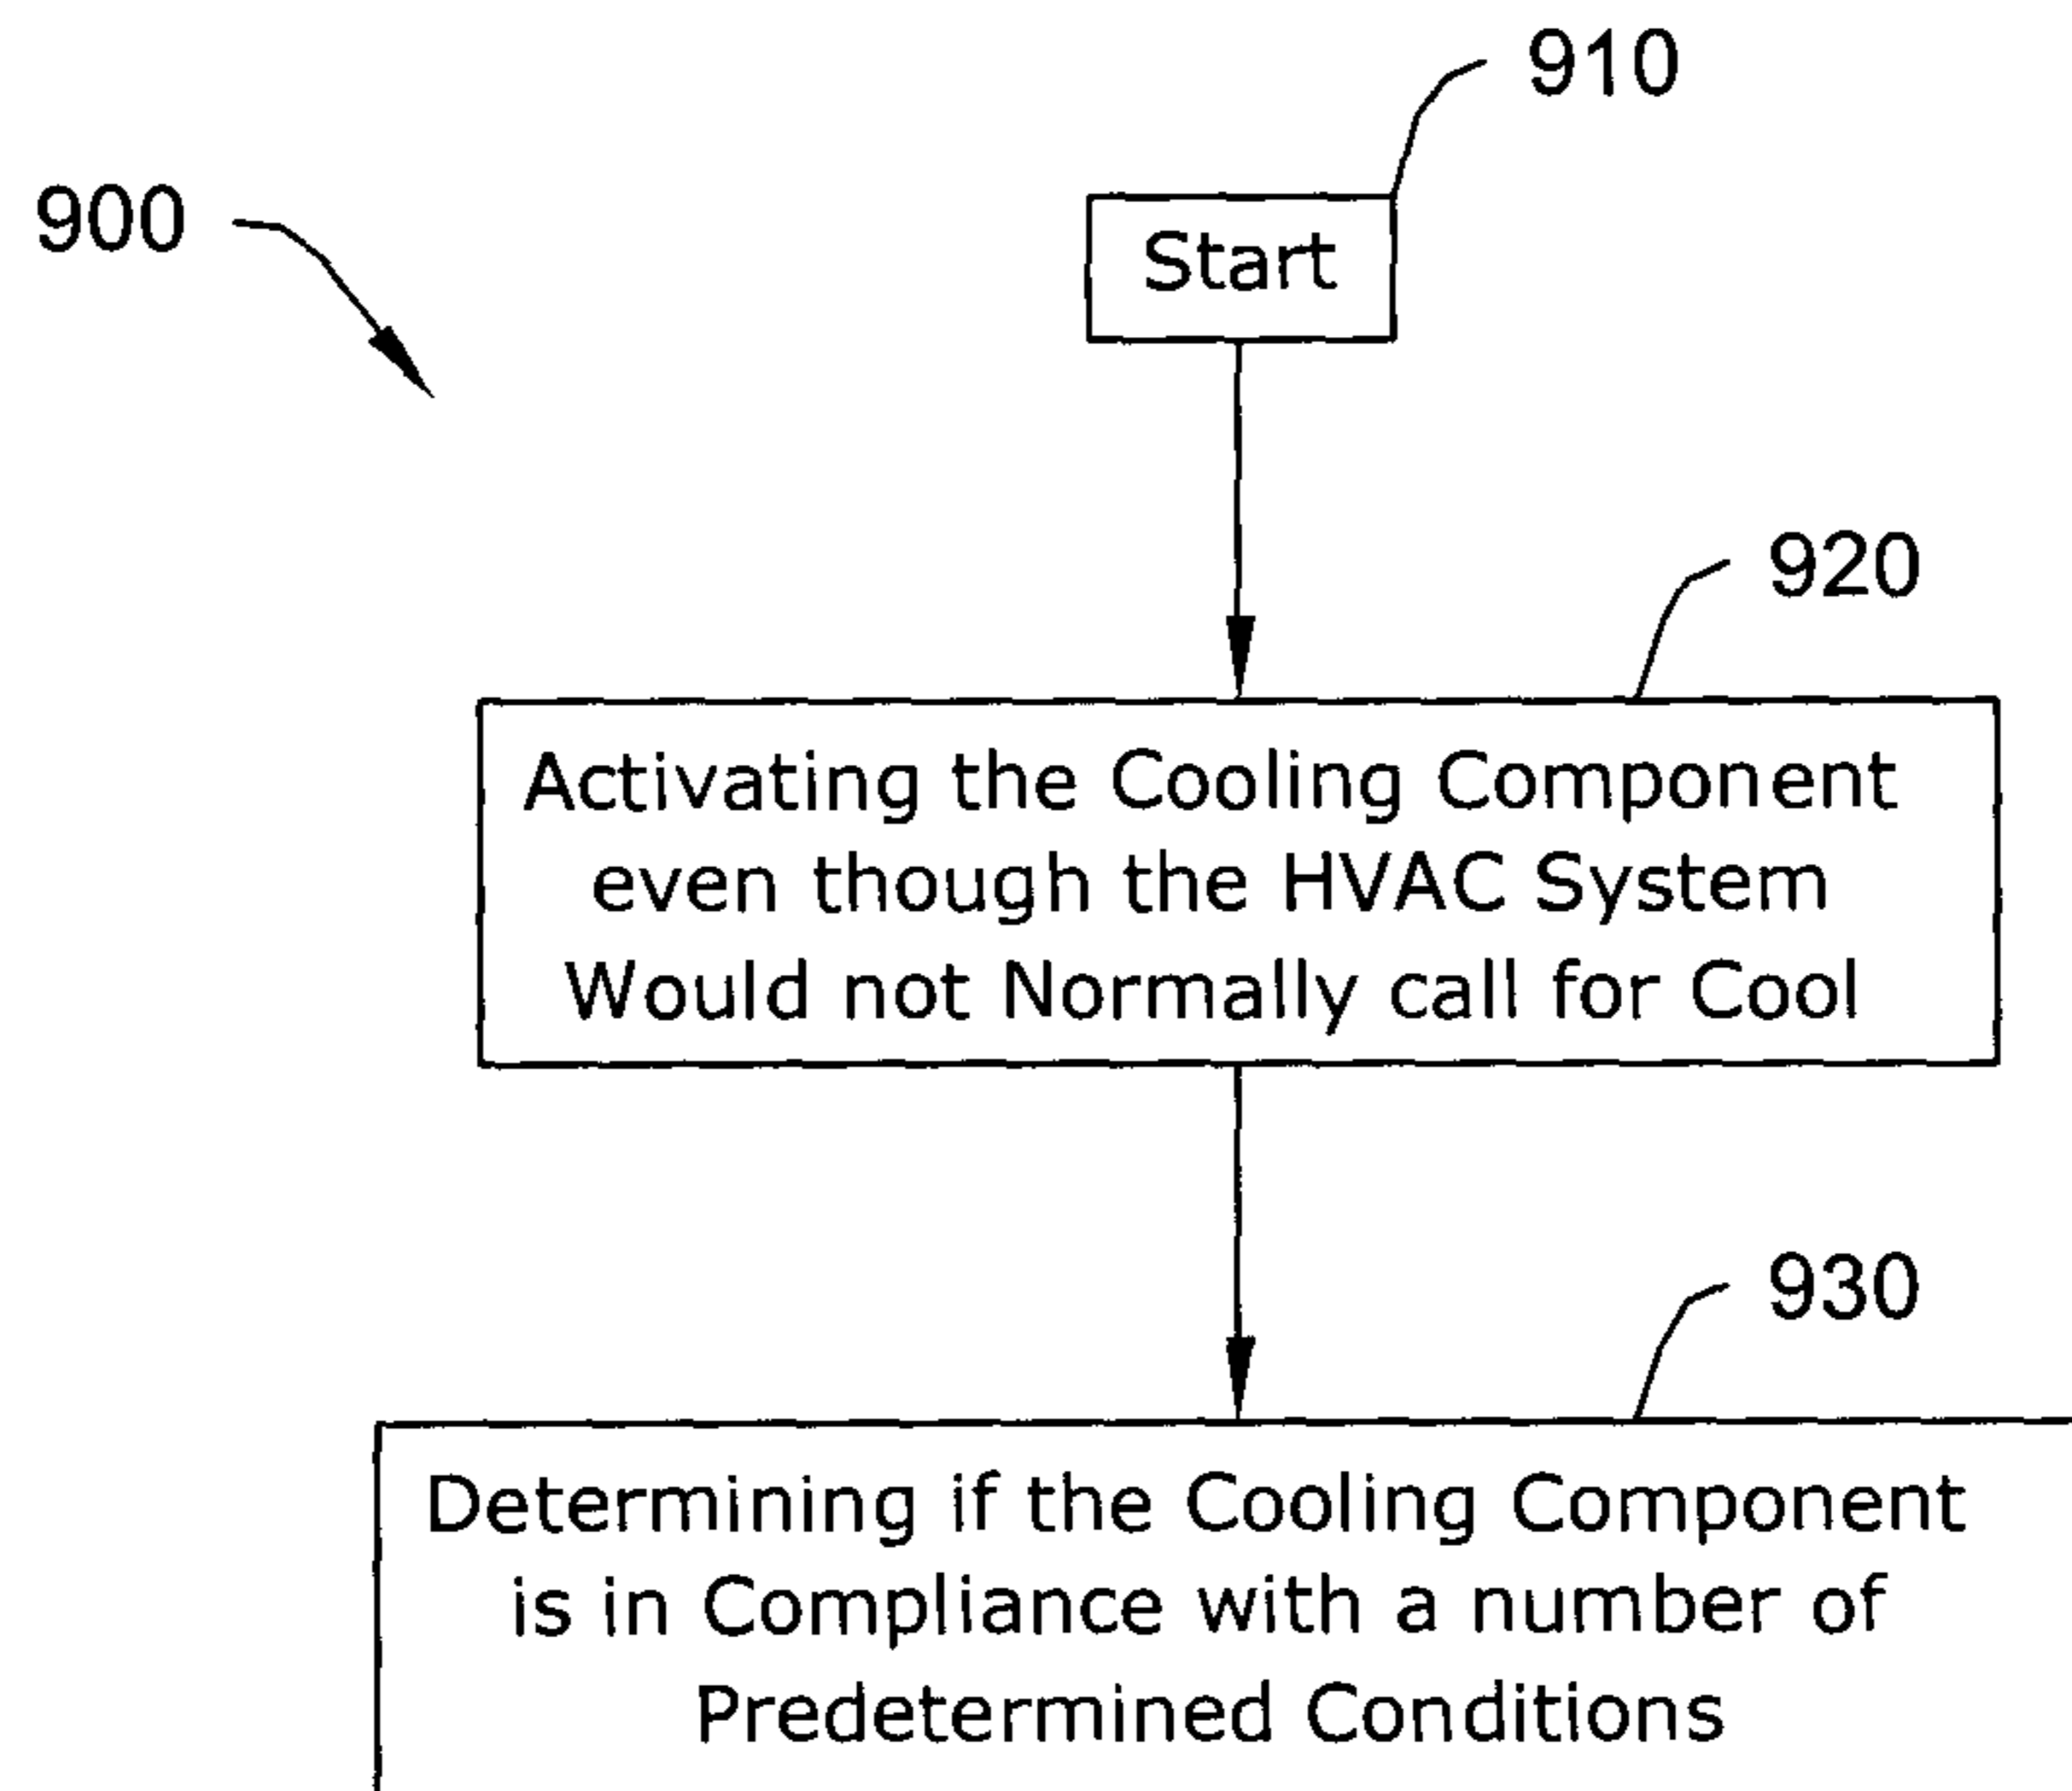 910
900
Start
920
Activating the Cooling Component
even though the HVAC System
Would not Normally call for Cool
930
Determining if the Cooling Component
is in Compliance with a number of
Predetermined Conditions